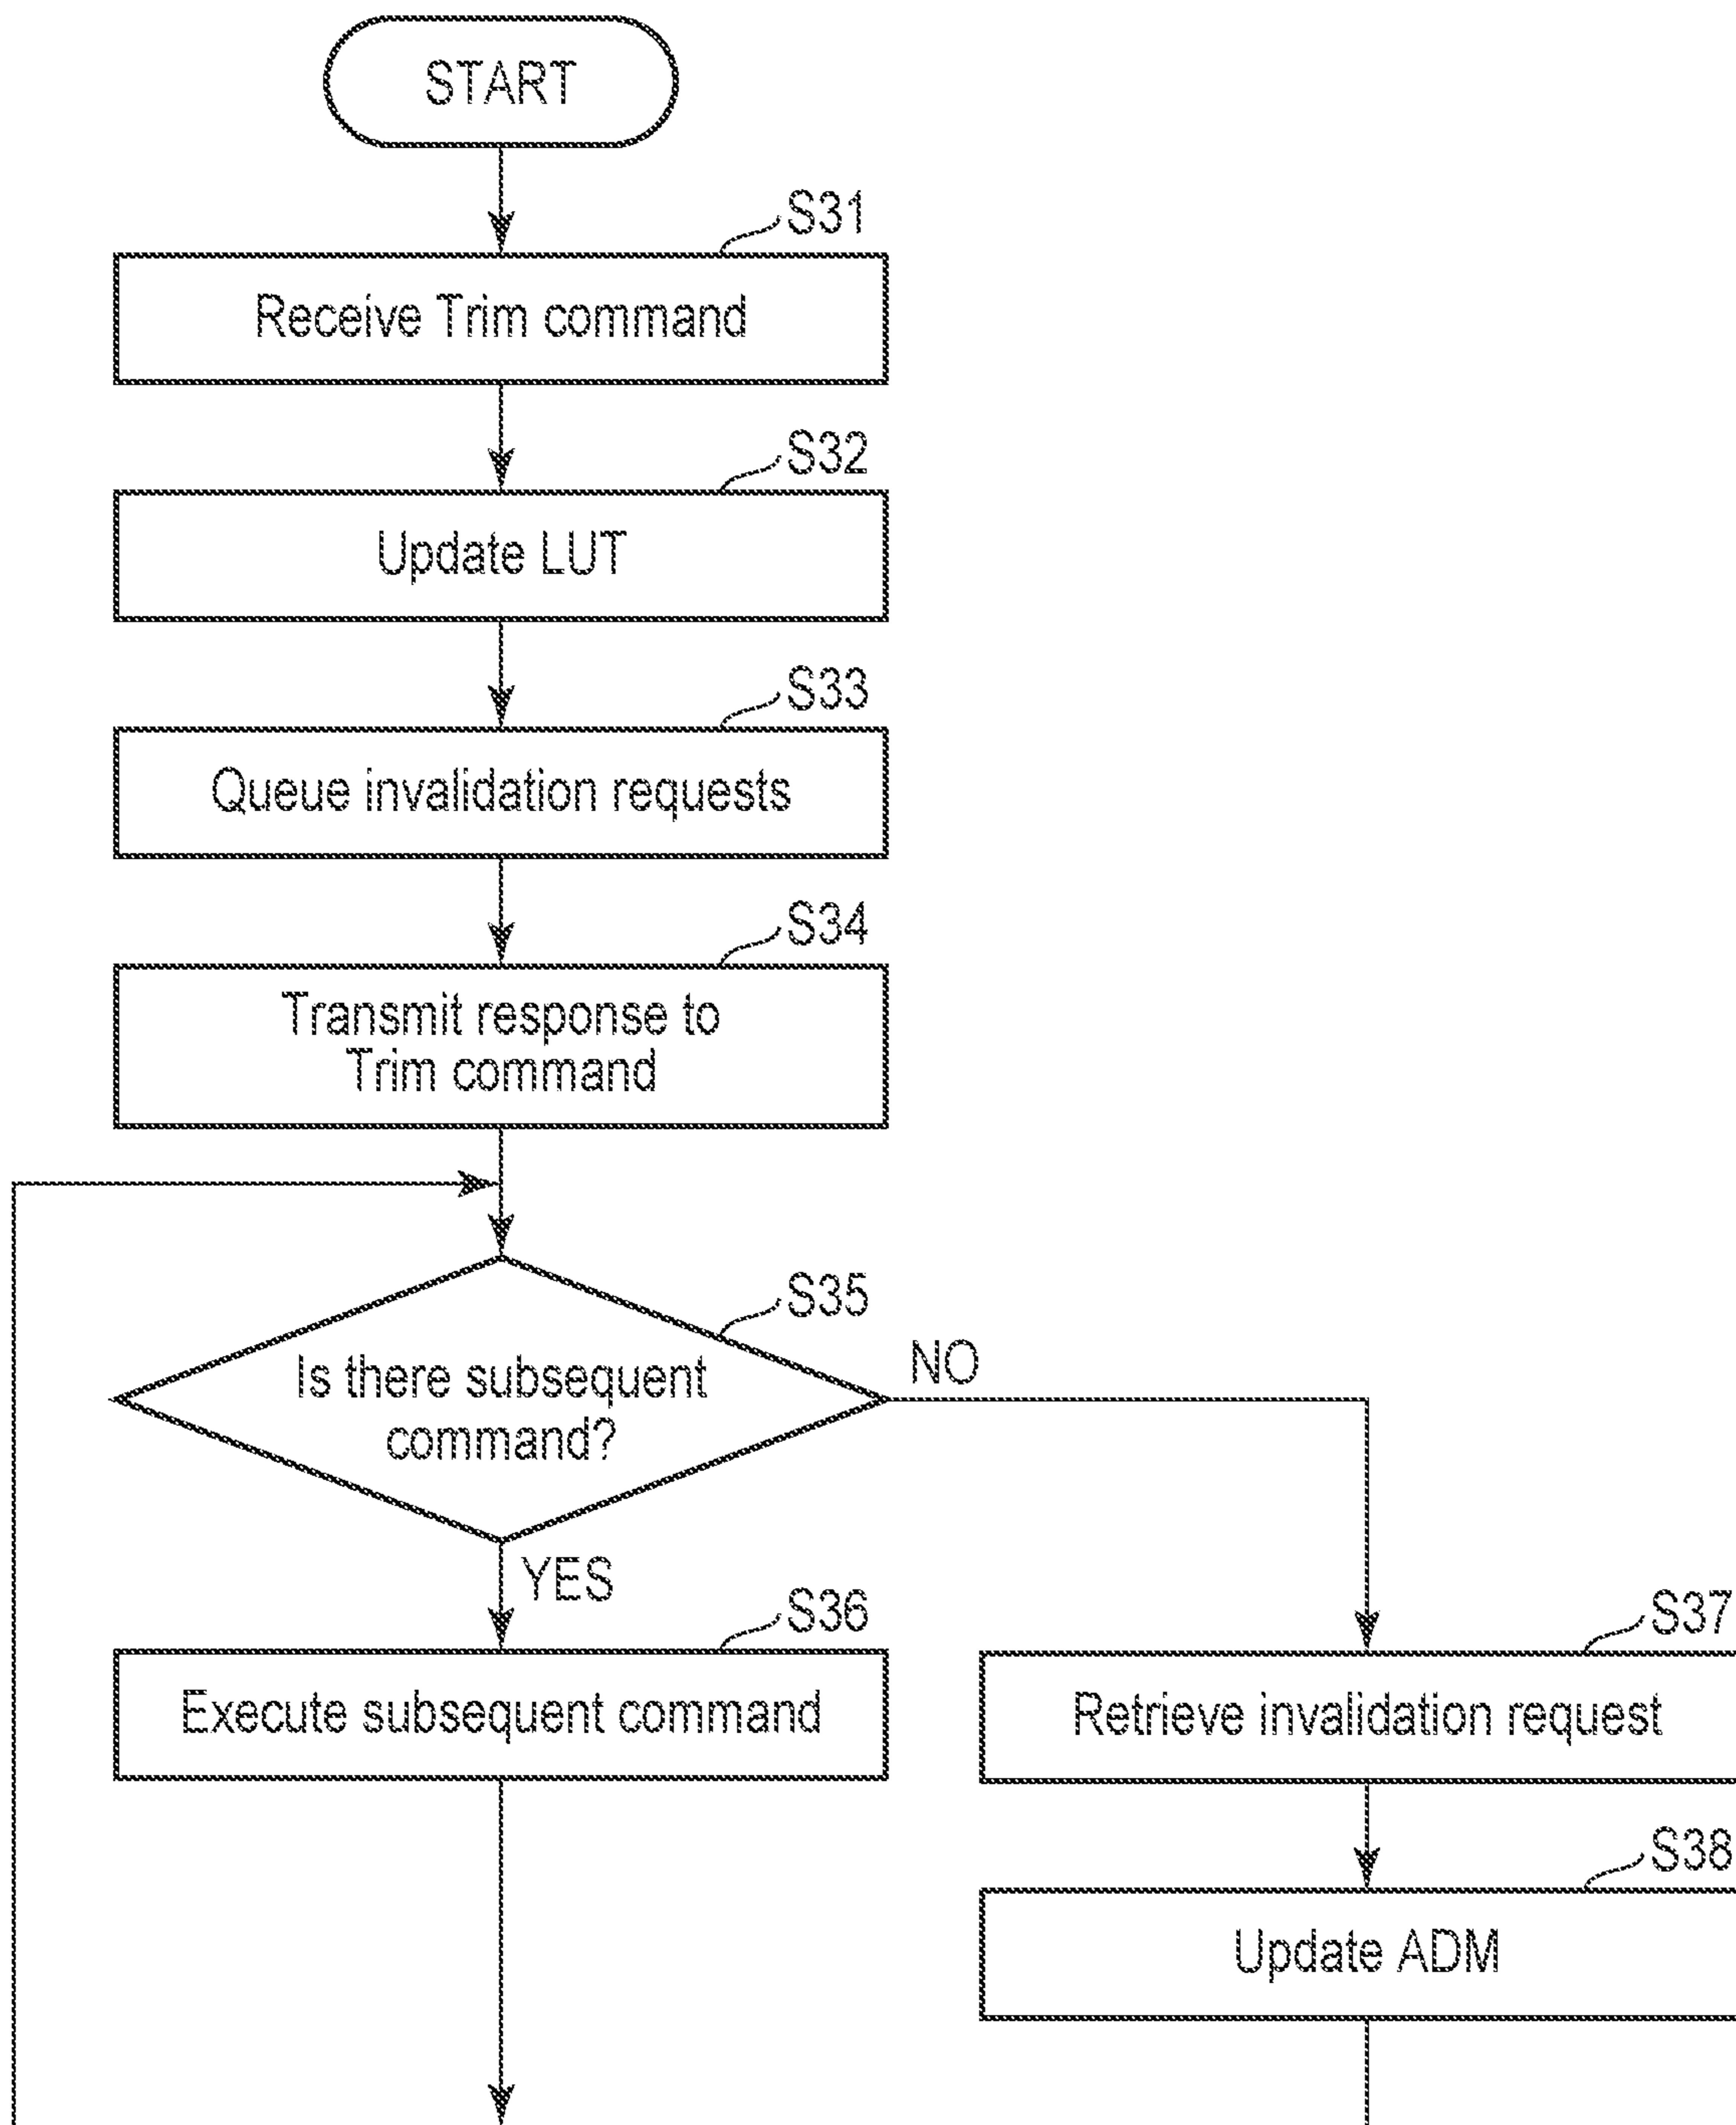 START
S31
Receive Trim command
S32
Update LUT
S33
Queue invalidation requests
S34
Transmit response to
Trim command
S35
Is there subsequent
command?
NO
YES
S36
Execute subsequent command
S37
Retrieve invalidation request
S38
Update ADM